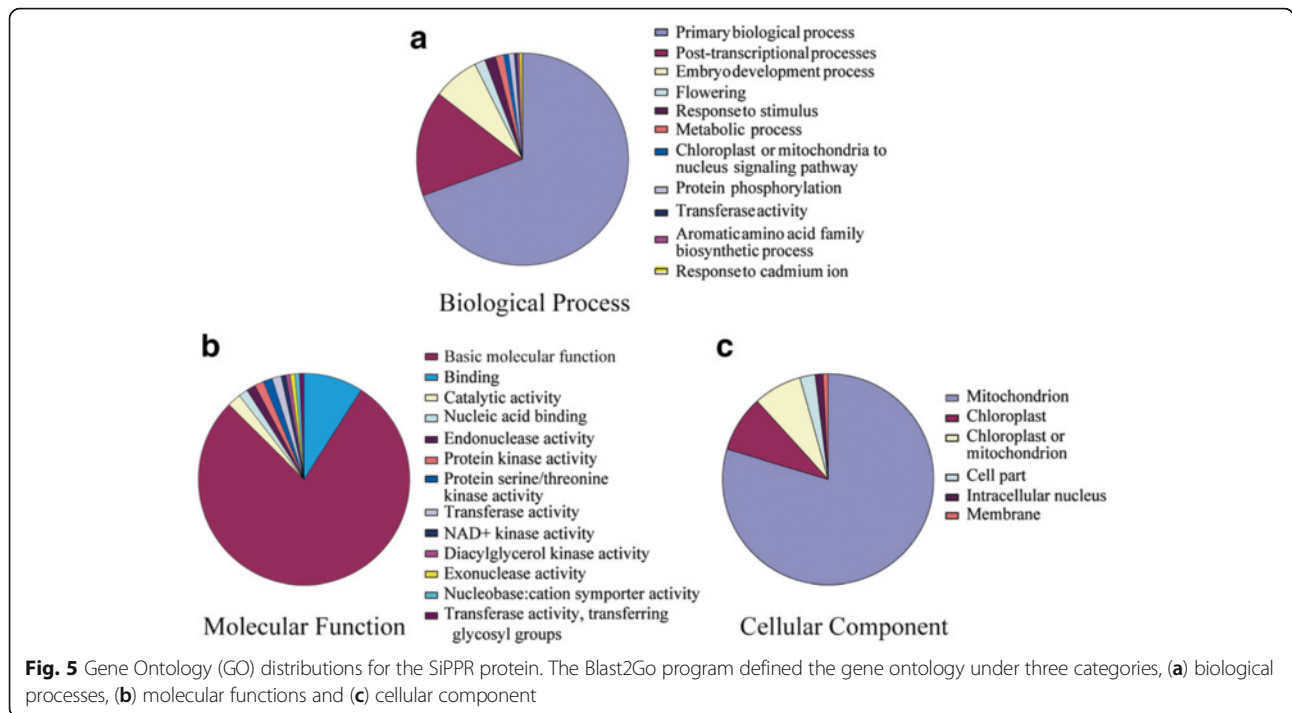 a
Primary biological process
Post-transcriptional processes
Embryo development process
Flowering
Response to stimulus
Metabolic process
Chloroplast or mitochondria to
nucleus signaling pathway
Protein phosphorylation
Transferase activity
Aromatic amino acid family
biosynthetic process
Response to cadmium ion
Biological Process
b
Basic molecular function
Binding
Catalytic activity
Nucleic acid binding
Endonuclease activity
Protein kinase activity
Protein serine/threonine
kinase activity
Transferase activity
NAD+ kinase activity
Diacylglycerol kinase activity
Exonuclease activity
Nucleobase:cation symporter activity
Transferase activity, transferring
glycosyl groups
Molecular Function
c
Mitochondrion
Chloroplast
Chloroplast or
mitochondrion
Cell part
Intracellular nucleus
Membrane
Cellular Component
Fig. 5 Gene Ontology (GO) distributions for the SiPPR protein. The Blast2Go program defined the gene ontology under three categories, (a) biological
processes, (b) molecular functions and (c) cellular component